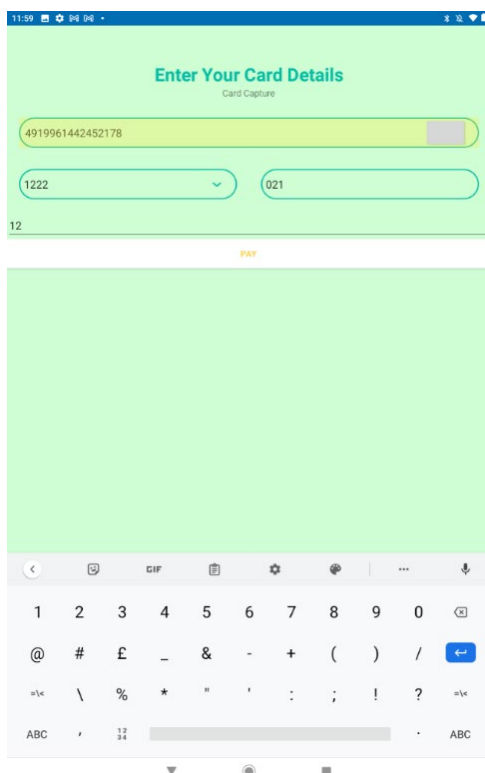 11:59
Enter Your Card Details
Card Capture
4919961442452178
1222 021
12
PAY
GIF
1 2 3 4 5 6 7 8 9 0
@ # £ _ & - + ( ) /
=\< \ % * " ' : ; ! ? =\<
ABC , 12 34 . ABC